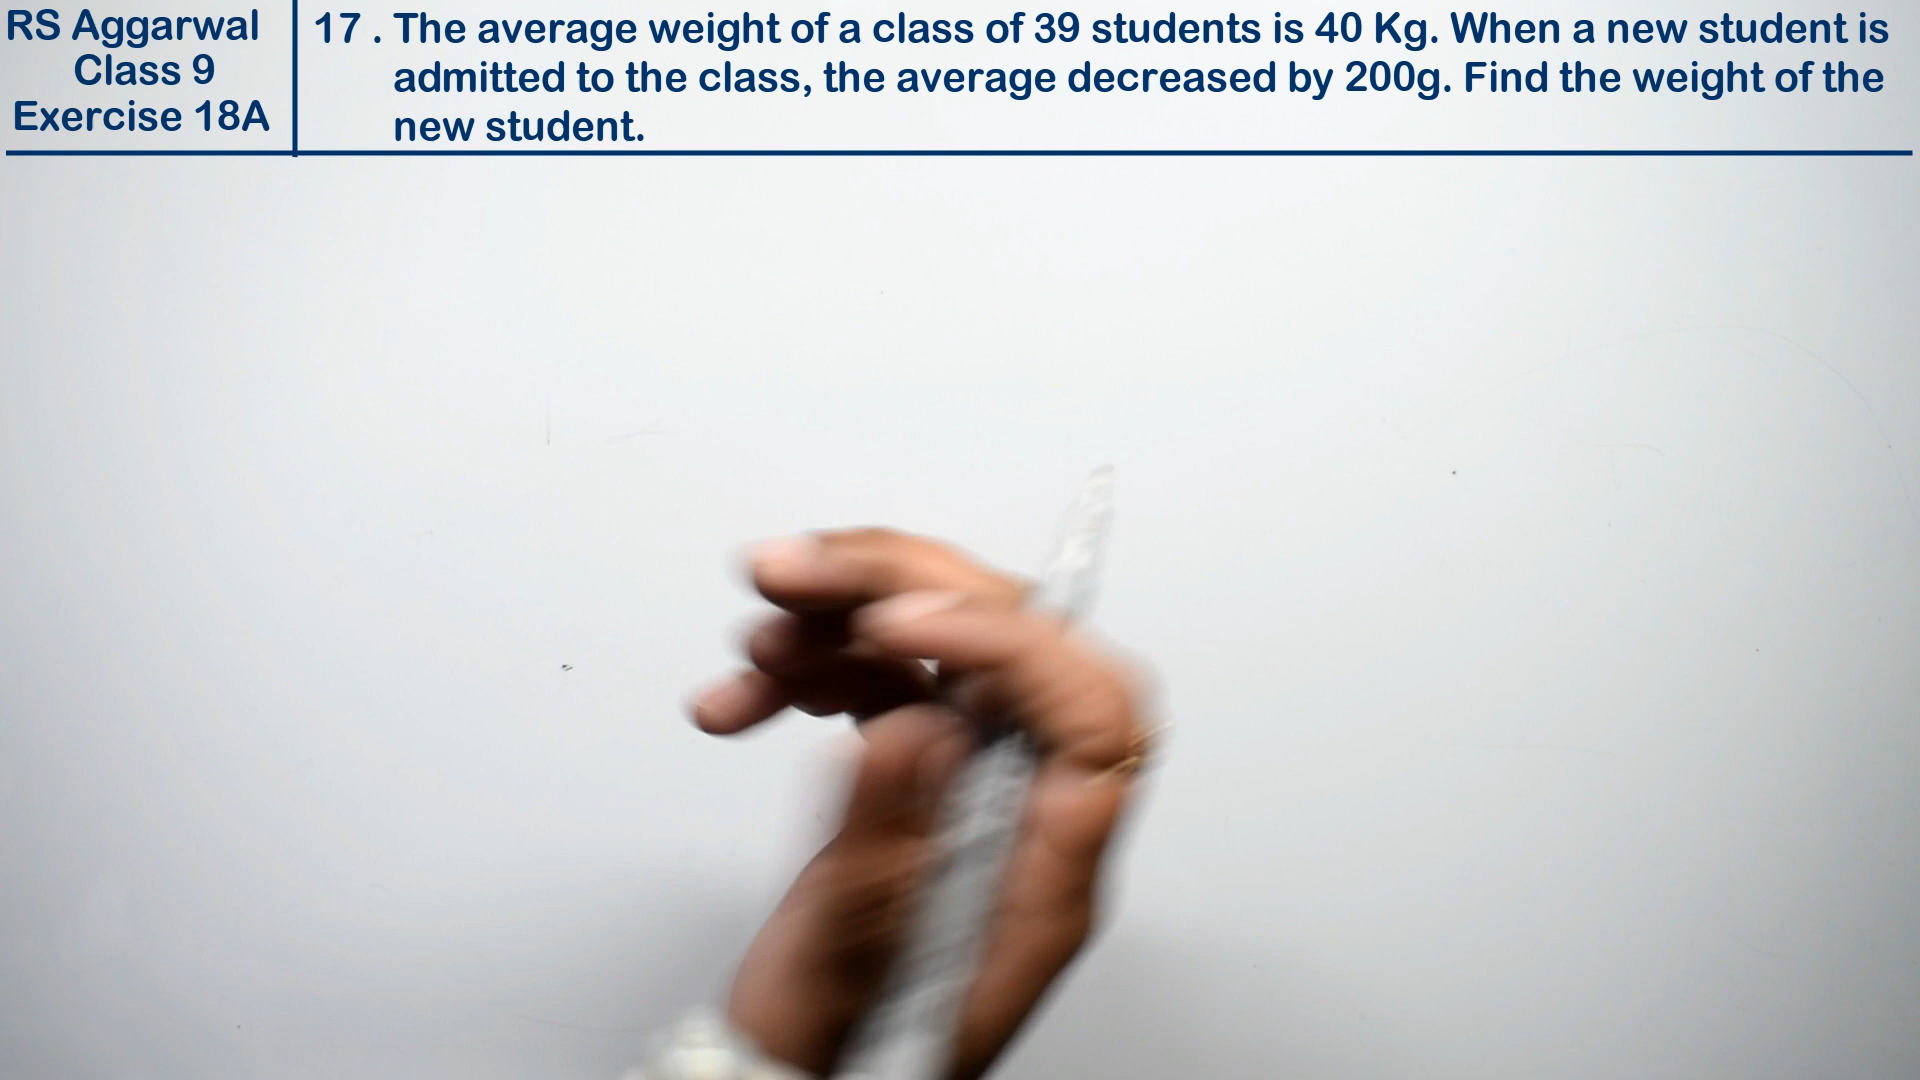 RS Aggarwal
Class 9
Exercise 18A
17 . The average weight of a class of 39 students is 40 Kg. When a new student is
admitted to the class, the average decreased by 200g. Find the weight of the
new student.